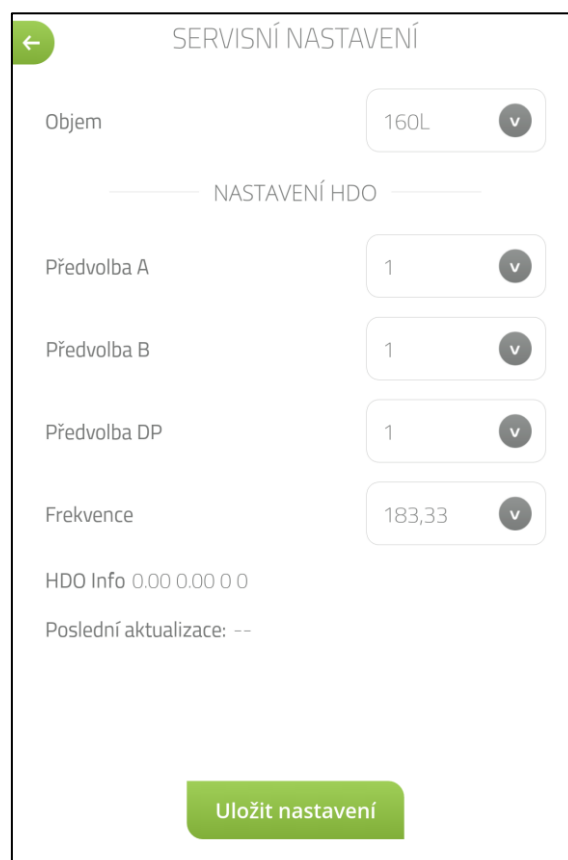 SERVISNÍ NASTAVENÍ
Objem 160L
NASTAVENÍ HDO
Předvolba A 1
Předvolba B 1
Předvolba DP 1
Frekvence 183,33
HDO Info 0.00 0.00 0 0
Poslední aktualizace: --
Uložit nastavení